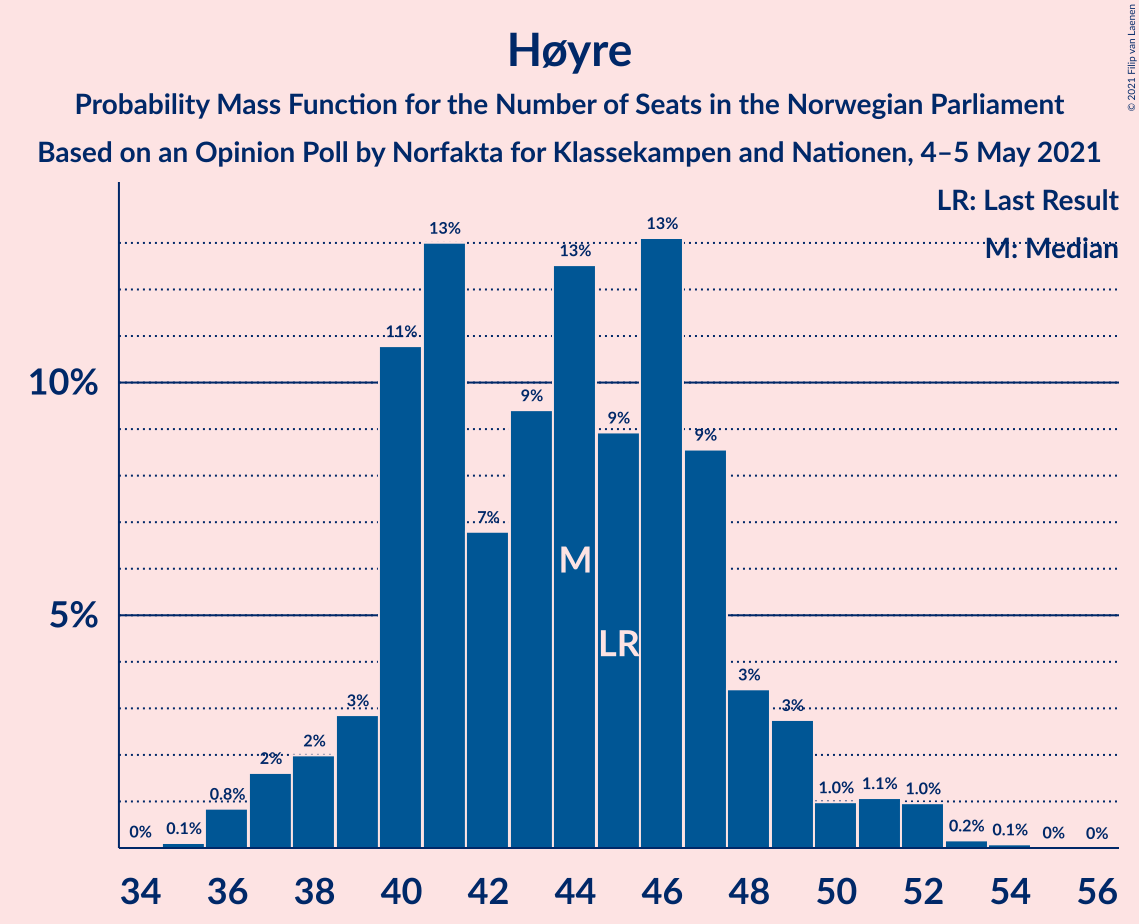 Høyre
Probability Mass Function for the Number of Seats in the Norwegian Parliament
Based on an Opinion Poll by Norfakta for Klassekampen and Nationen, 4–5 May 2021
© 2021 Filip van Laenen
LR: Last Result
M: Median
10%
5%
0%
0.1%
0.8%
2%
2%
3%
11%
13%
7%
9%
13%
9%
13%
9%
3%
3%
1.0%
1.1%
1.0%
0.2%
0.1%
0%
0%
M
LR
34 36 38 40 42 44 46 48 50 52 54 56